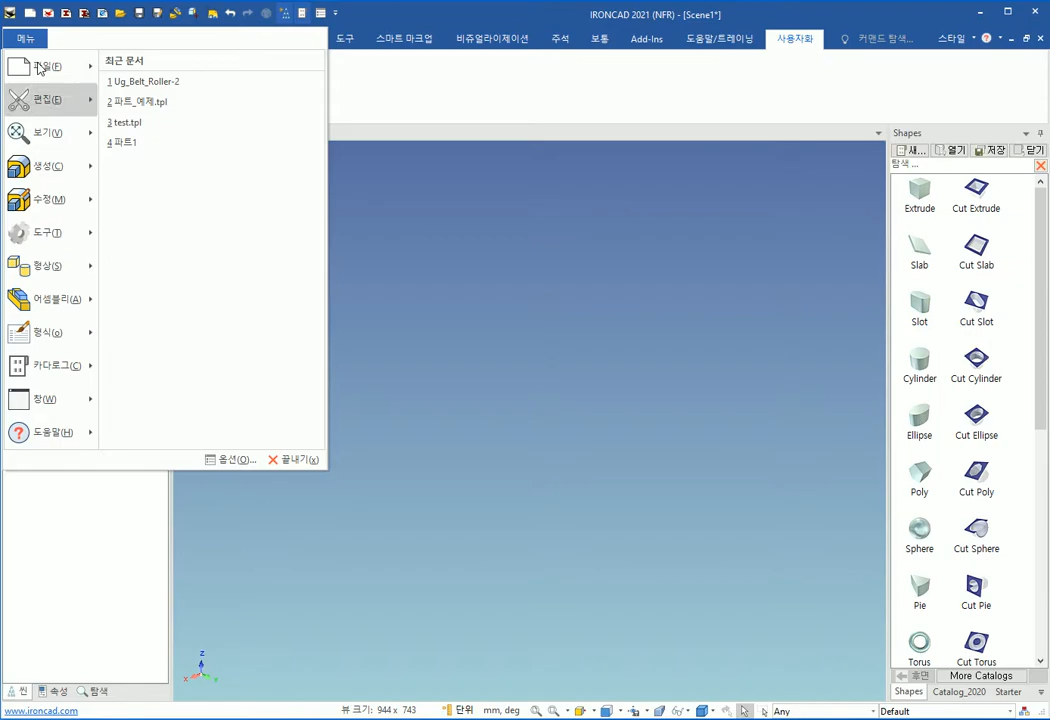 IRONCAD 2021 (NFR) - [Scene1*]
메뉴 도구 스마트 마크업 비쥬얼라이제이션 주석 보통 Add-Ins 도움말/트레이닝 사용자화 커맨드 탐색... 스타일
파일(F)
편집(E)
보기(V)
생성(C)
수정(M)
도구(T)
형상(S)
어셈블리(A)
형식(o)
카다로그(C)
창(W)
도움말(H)
최근 문서
1 Ug_Belt_Roller-2
2 파트_예제.tpl
3 test.tpl
4 파트1
옵션(O)... 끝내기(x)
Shapes
새... 열기 저장 닫기
탐색 ...
Extrude Cut Extrude
Slab Cut Slab
Slot Cut Slot
Cylinder Cut Cylinder
Ellipse Cut Ellipse
Poly Cut Poly
Sphere Cut Sphere
Pie Cut Pie
Torus Cut Torus
후면 More Catalogs
Shapes Catalog_2020 Starter
z
x y
씬 속성 탐색
www.ironcad.com 뷰 크기: 944 x 743 단위 mm, deg Any Default